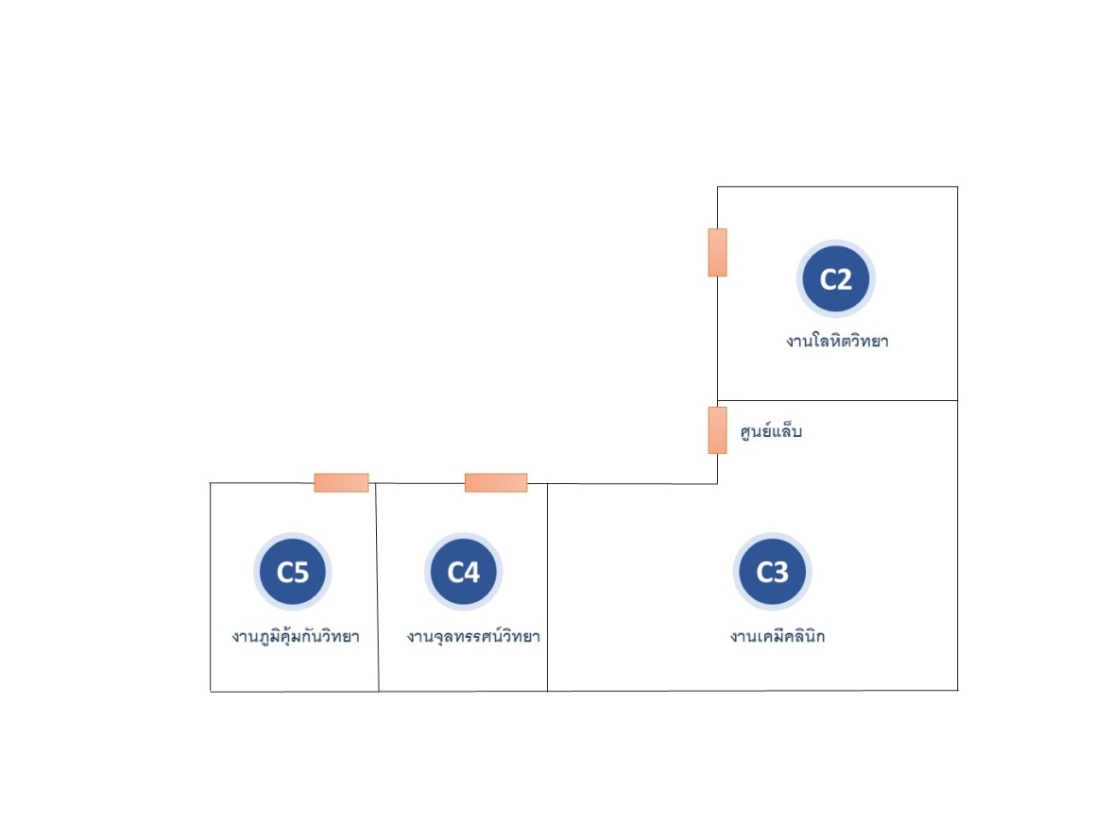 C2
งานโลหิตวิทยา
ศูนย์แล็บ
C5
งานภูมิคุ้มกันวิทยา
C4
งานจุลทรรศน์วิทยา
C3
งานเคมีคลินิก